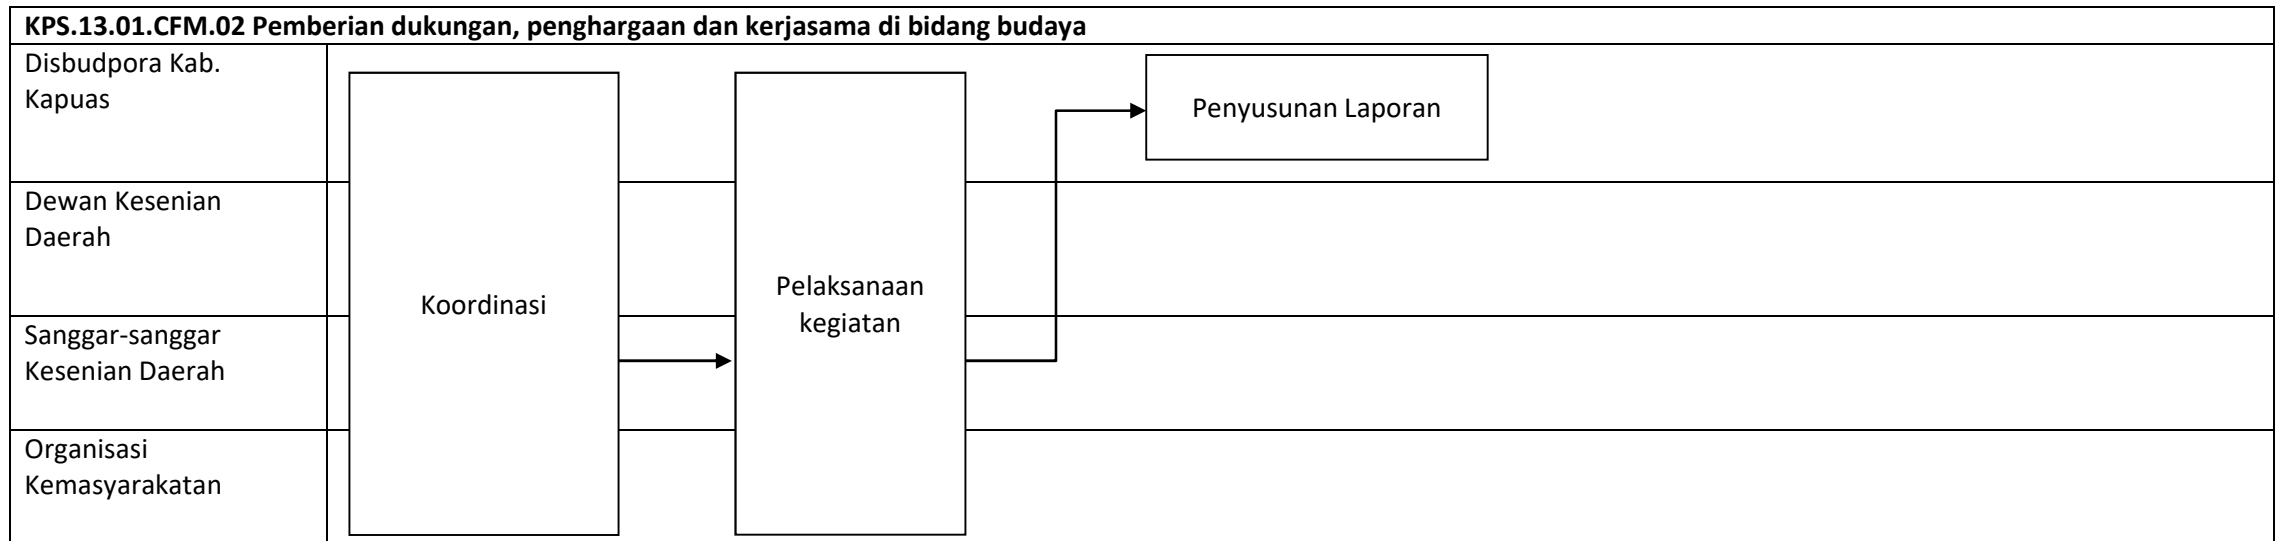 KPS.13.01.CFM.02 Pemberian dukungan, penghargaan dan kerjasama di bidang budaya
Disbudpora Kab.
Kapuas
Penyusunan Laporan
Dewan Kesenian
Daerah
Koordinasi
Pelaksanaan
kegiatan
Sanggar-sanggar
Kesenian Daerah
Organisasi
Kemasyarakatan